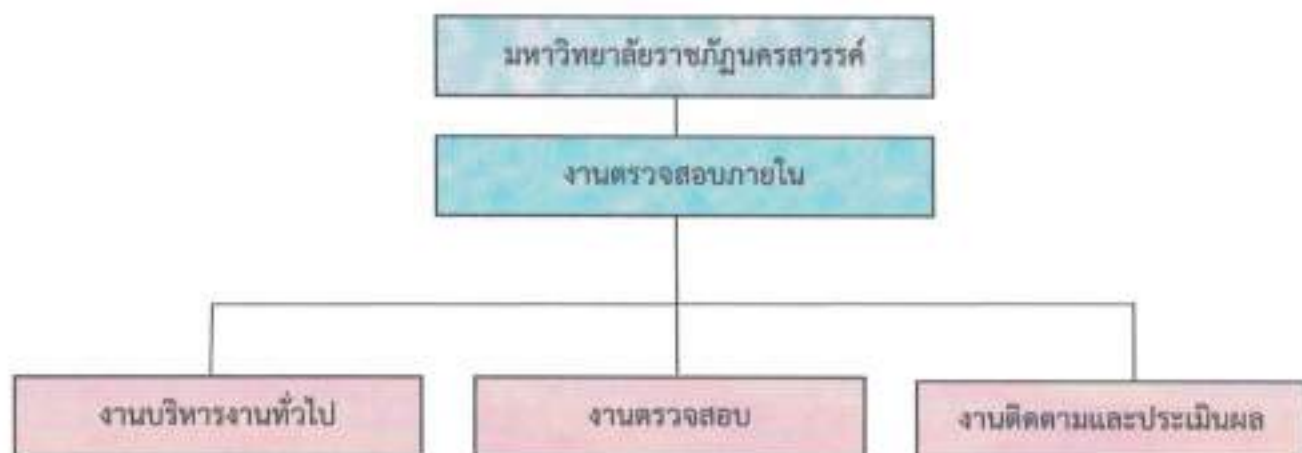 มหาวิทยาลัยราชภัฏนครสวรรค์
งานตรวจสอบภายใน
งานบริหารงานทั่วไป
งานตรวจสอบ
งานติดตามและประเมินผล